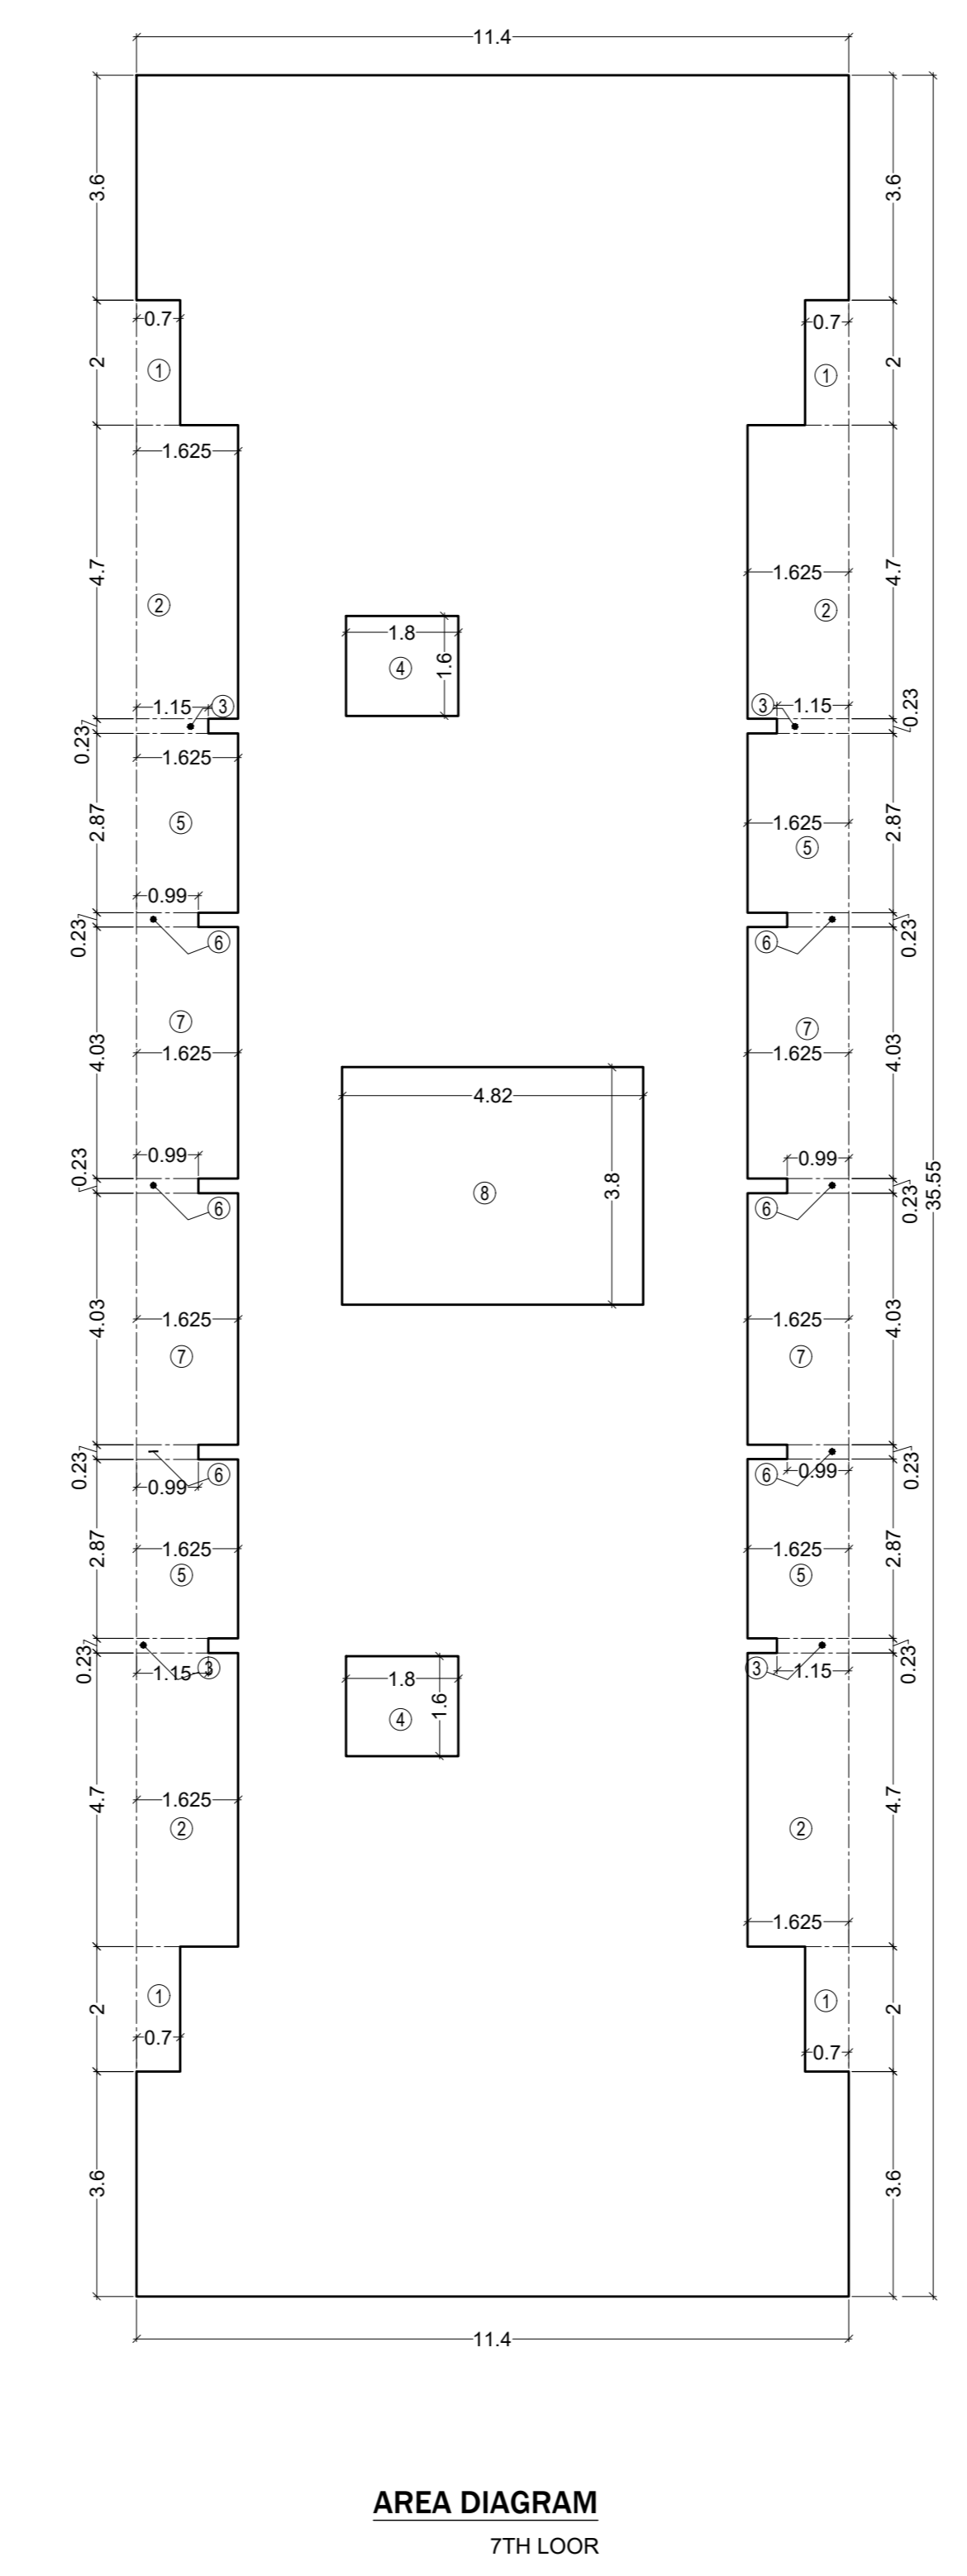 11.4
3.6 3.6
0.7 0.7
2 ① ① 2
1.625
4.7 1.625 4.7
② ②
1.8
④ 1.6
1.15 ③ ③ 1.15 0.23
0.23 1.625
2.87 ⑤ 1.625 2.87
⑤
0.99
0.23 ⑥ ⑥ 0.23
⑦ ⑦
4.03 1.625 1.625 4.03
4.82
0.99 0.99
0.23 ⑧ 3.8 35.55
⑥ ⑥ 0.23
4.03 1.625 1.625 4.03
⑦ ⑦
0.23 ⑥ ⑥ 0.99 0.23
0.99
2.87 1.625 1.625 2.87
⑤ ⑤
0.23 1.15 ③ ③ 1.15 0.23
1.8
④ 1.6
4.7 1.625 4.7
② ②
1.625
① ①
2 2
0.7 0.7
3.6 3.6
11.4
AREA DIAGRAM
7TH LOOR